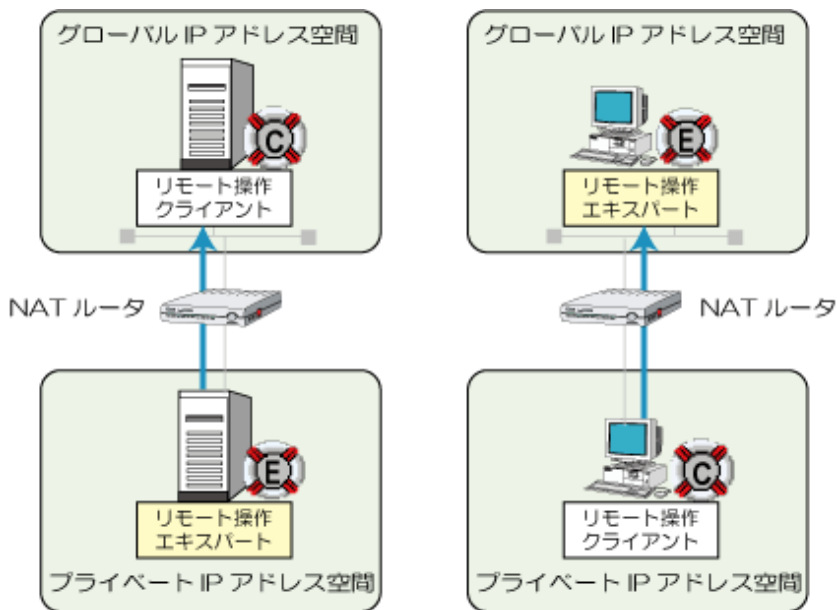 グローバル IP アドレス空間
C
リモート操作
クライアント
NAT ルータ
E
リモート操作
エキスパート
プライベート IP アドレス空間
グローバル IP アドレス空間
E
リモート操作
エキスパート
NAT ルータ
C
リモート操作
クライアント
プライベート IP アドレス空間